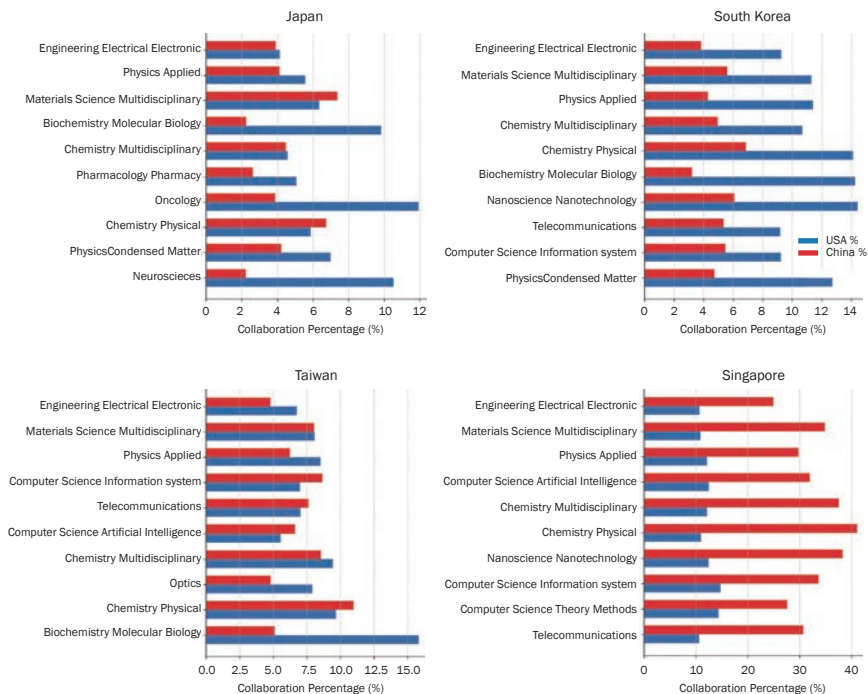 Japan
Engineering Electrical Electronic
Physics Applied
Materials Science Multidisciplinary
Biochemistry Molecular Biology
Chemistry Multidisciplinary
Pharmacology Pharmacy
Oncology
Chemistry Physical
PhysicsCondensed Matter
Neuroscieces
0 2 4 6 8 10 12
Collaboration Percentage (%)
South Korea
Engineering Electrical Electronic
Materials Science Multidisciplinary
Physics Applied
Chemistry Multidisciplinary
Chemistry Physical
Biochemistry Molecular Biology
Nanoscience Nanotechnology
Telecommunications
Computer Science Information system
PhysicsCondensed Matter
USA %
China %
0 2 4 6 8 10 12 14
Collaboration Percentage (%)
Taiwan
Engineering Electrical Electronic
Materials Science Multidisciplinary
Physics Applied
Computer Science Information system
Telecommunications
Computer Science Artificial Intelligence
Chemistry Multidisciplinary
Optics
Chemistry Physical
Biochemistry Molecular Biology
0.0 2.5 5.0 7.5 10.0 12.5 15.0
Collaboration Percentage (%)
Singapore
Engineering Electrical Electronic
Materials Science Multidisciplinary
Physics Applied
Computer Science Artificial Intelligence
Chemistry Multidisciplinary
Chemistry Physical
Nanoscience Nanotechnology
Computer Science Information system
Computer Science Theory Methods
Telecommunications
0 10 20 30 40
Collaboration Percentage (%)